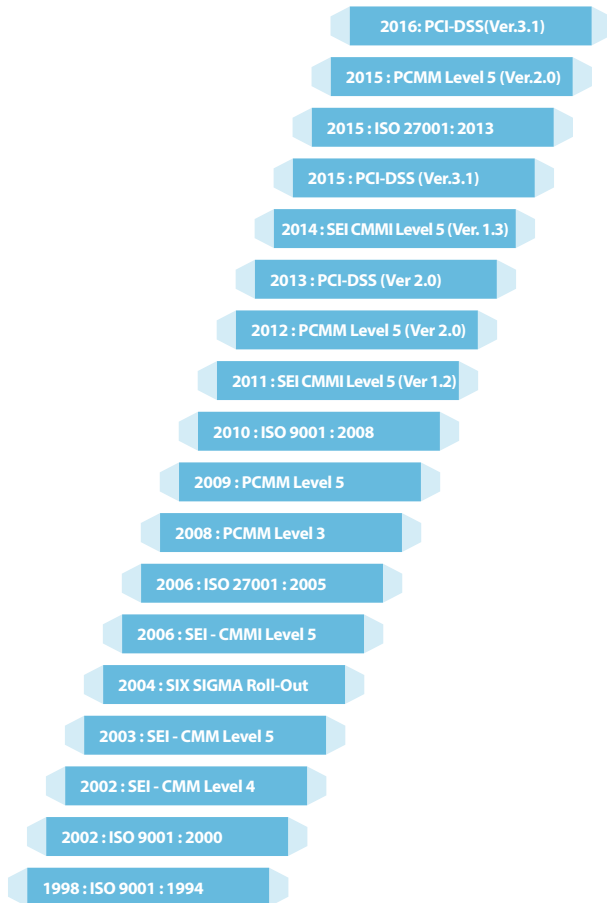 2016: PCI-DSS(Ver.3.1)
2015 : PCMM Level 5 (Ver.2.0)
2015 : ISO 27001: 2013
2015 : PCI-DSS (Ver.3.1)
2014 : SEI CMMI Level 5 (Ver. 1.3)
2013 : PCI-DSS (Ver 2.0)
2012 : PCMM Level 5 (Ver 2.0)
2011 : SEI CMMI Level 5 (Ver 1.2)
2010 : ISO 9001 : 2008
2009 : PCMM Level 5
2008 : PCMM Level 3
2006 : ISO 27001 : 2005
2006 : SEI - CMMI Level 5
2004 : SIX SIGMA Roll-Out
2003 : SEI - CMM Level 5
2002 : SEI - CMM Level 4
2002 : ISO 9001 : 2000
1998 : ISO 9001 : 1994